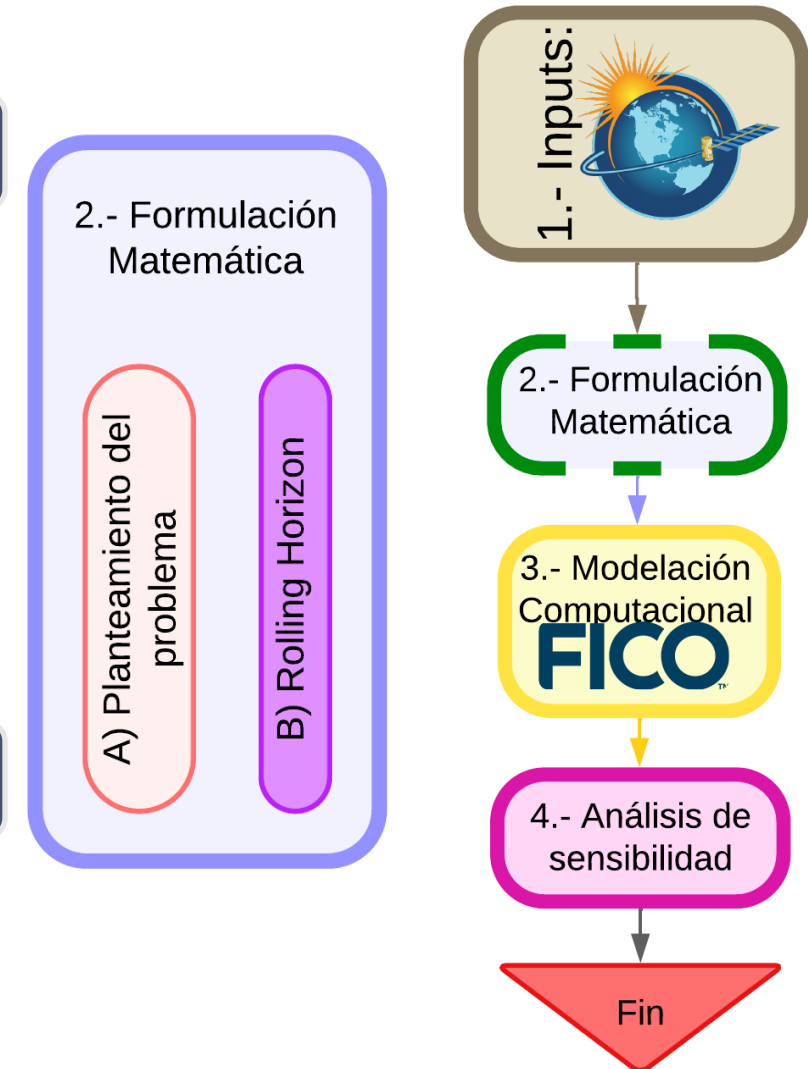 2.- Formulación
Matemática
A) Planteamiento del
problema
B) Rolling Horizon
1.- Inputs:
2.- Formulación
Matemática
3.- Modelación
Computacional
FICO™
4.- Análisis de
sensibilidad
Fin